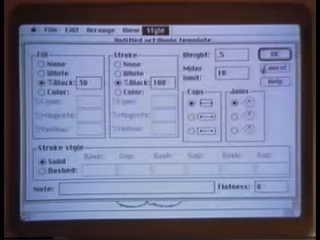 File Edit Arrange View Style
Untitled art:None template
Fill
None
White
%Black: 50
Color:
Stroke
None
White
%Black: 100
Color:
Weight: .5
Miter
limit: 10
OK
Cancel
Help
Caps
Joins
Stroke style
Solid
Dashed:
Dash: Gap: Dash: Gap: Dash: Gap:
Note:
Flatness: 0